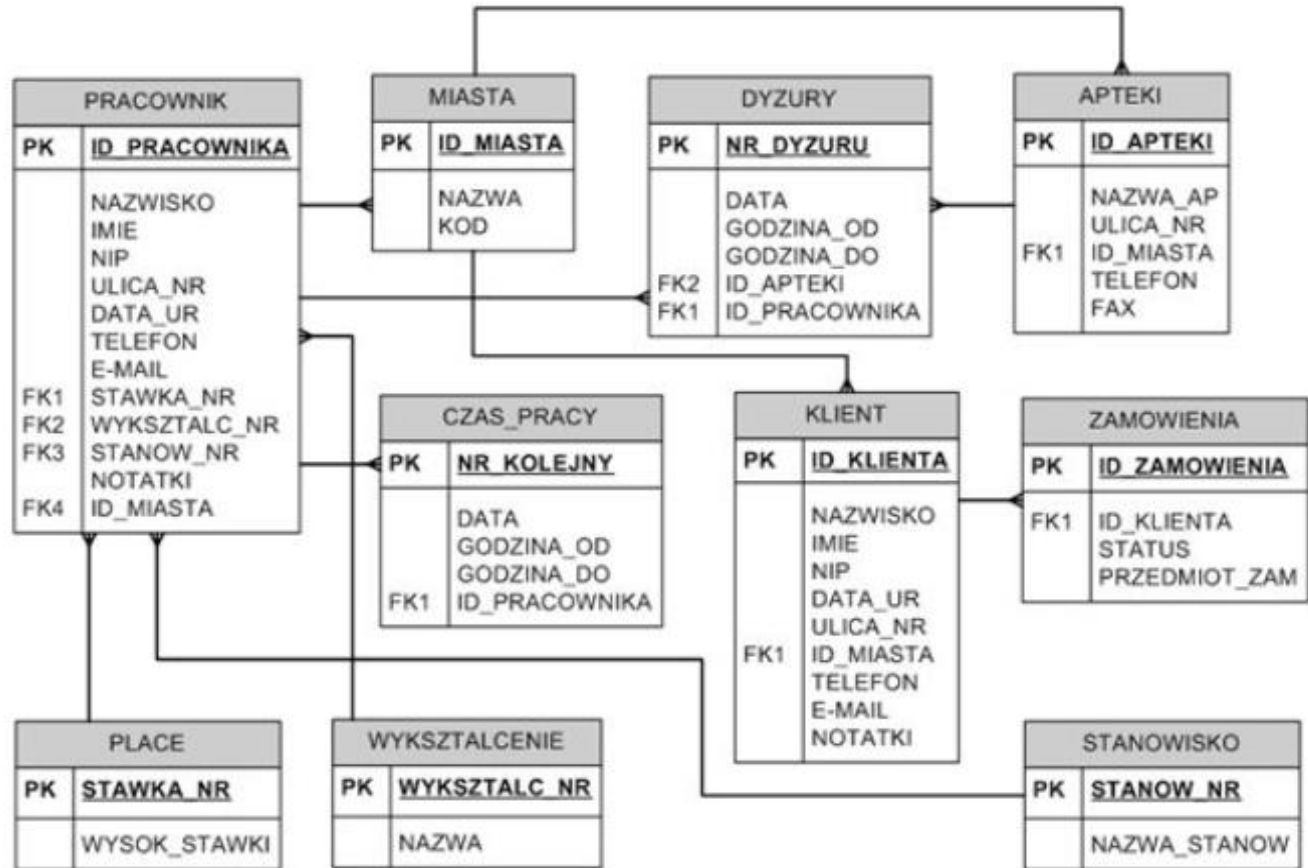 PRACOWNIK
PK ID_PRACOWNIKA
NAZWISKO
IMIE
NIP
ULICA_NR
DATA_UR
TELEFON
E-MAIL
FK1 STAWKA_NR
FK2 WYKSZTALC_NR
FK3 STANOW_NR
NOTATKI
FK4 ID_MIASTA
MIASTA
PK ID_MIASTA
NAZWA
KOD
DYZURY
PK NR_DYZURU
DATA
GODZINA_OD
GODZINA_DO
FK2 ID_APTEKI
FK1 ID_PRACOWNIKA
APTEKI
PK ID_APTEKI
NAZWA_AP
ULICA_NR
FK1 ID_MIASTA
TELEFON
FAX
CZAS_PRACY
PK NR_KOLEJNY
DATA
GODZINA_OD
GODZINA_DO
FK1 ID_PRACOWNIKA
KLIENT
PK ID_KLIENTA
NAZWISKO
IMIE
NIP
DATA_UR
ULICA_NR
FK1 ID_MIASTA
TELEFON
E-MAIL
NOTATKI
ZAMOWIENIA
PK ID_ZAMOWIENIA
FK1 ID_KLIENTA
STATUS
PRZEDMIOT_ZAM
PLACE
PK STAWKA_NR
WYSOK_STAWKI
WYKSZTALCENIE
PK WYKSZTALC_NR
NAZWA
STANOWISKO
PK STANOW_NR
NAZWA_STANOW